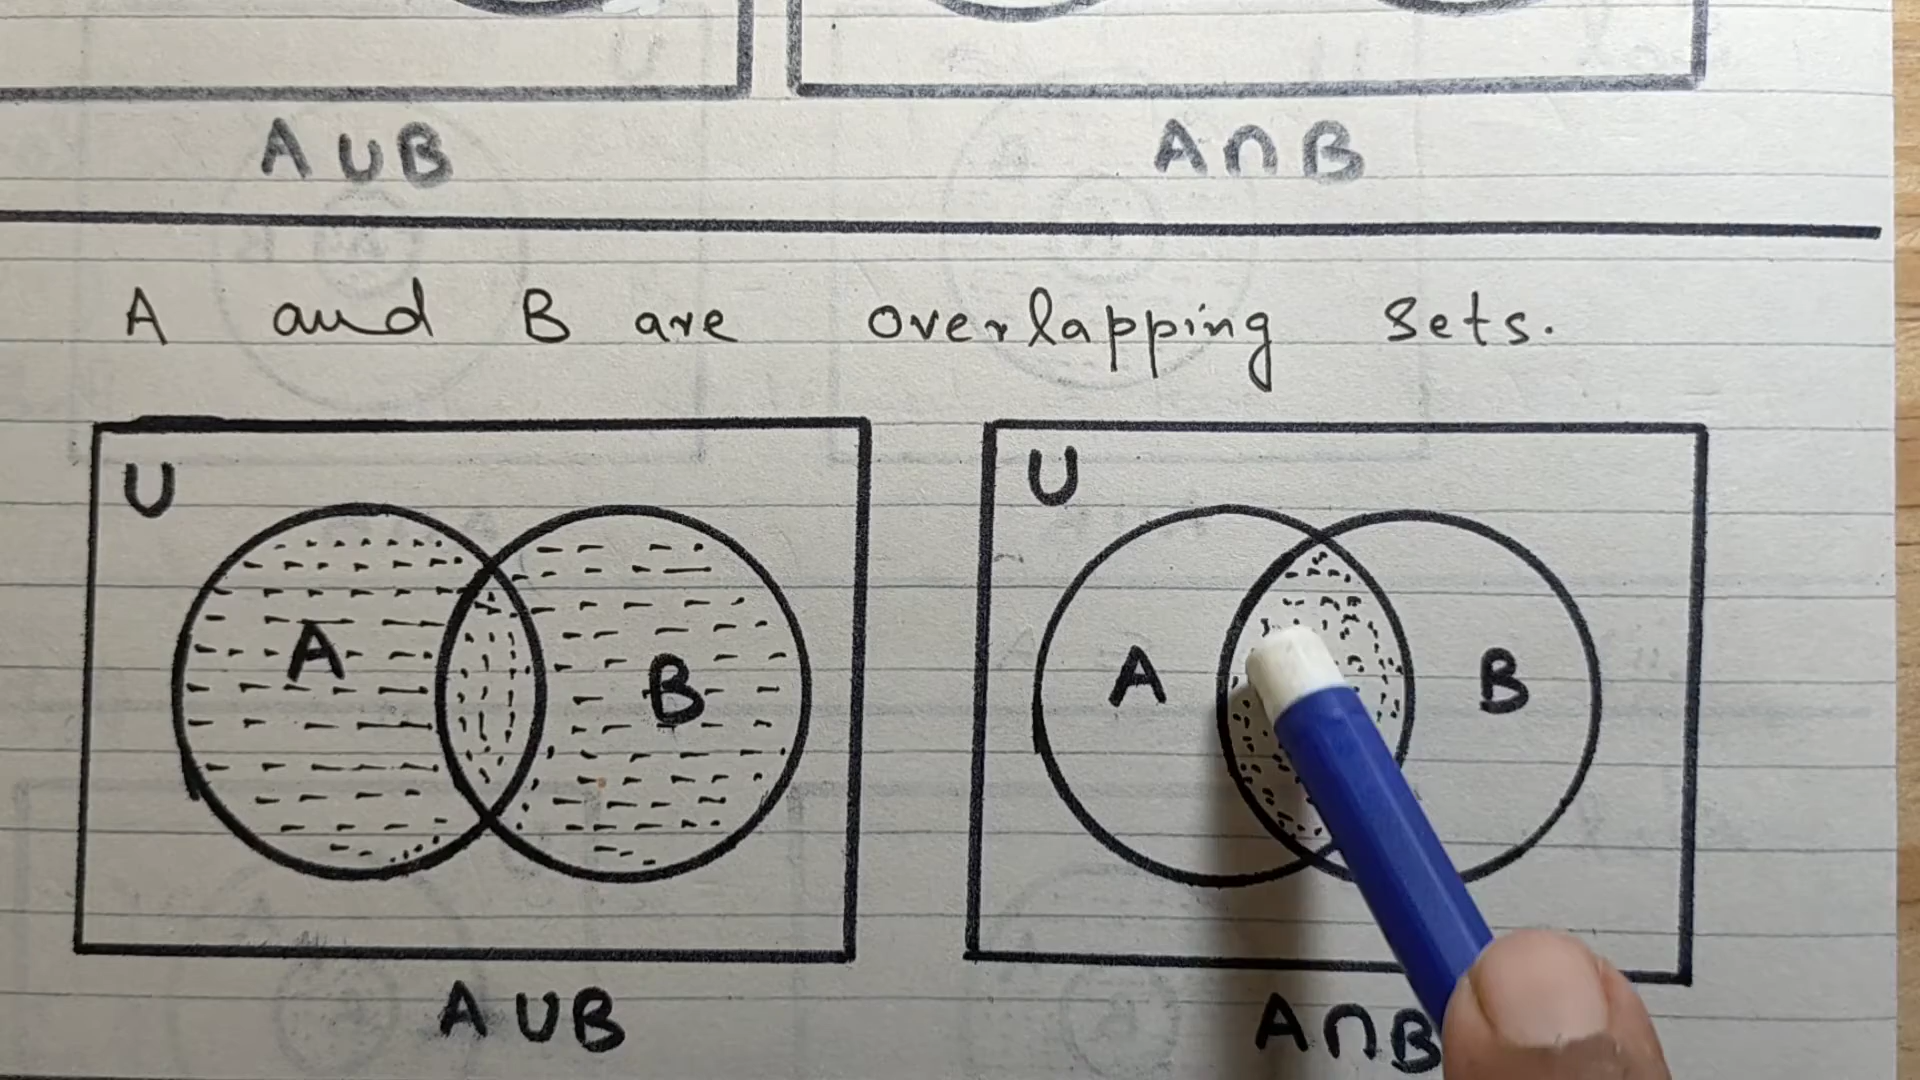 A ∪ B A ∩ B
A and B are overlapping sets.
U U
A B A B
A ∪ B A ∩ B